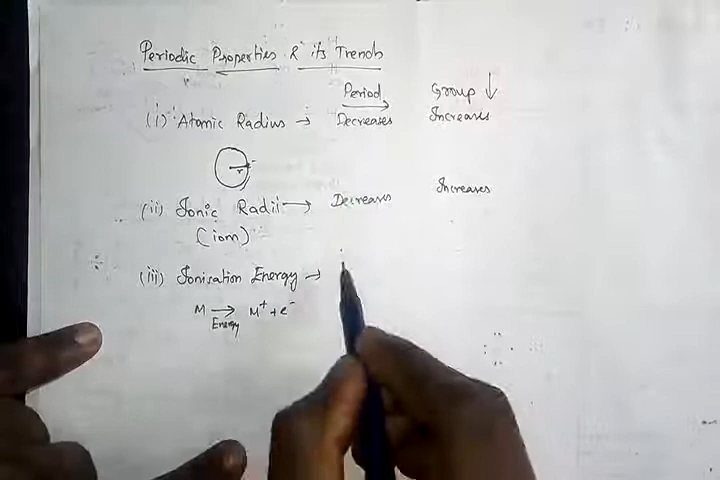 Periodic Properties & its Trends
Period → Group ↓
(i) Atomic Radius → Decreases Increases
r e⁻
(ii) Ionic Radii → Decreases Increases
(ion)
(iii) Ionisation Energy →
M → M⁺ + e⁻
Energy